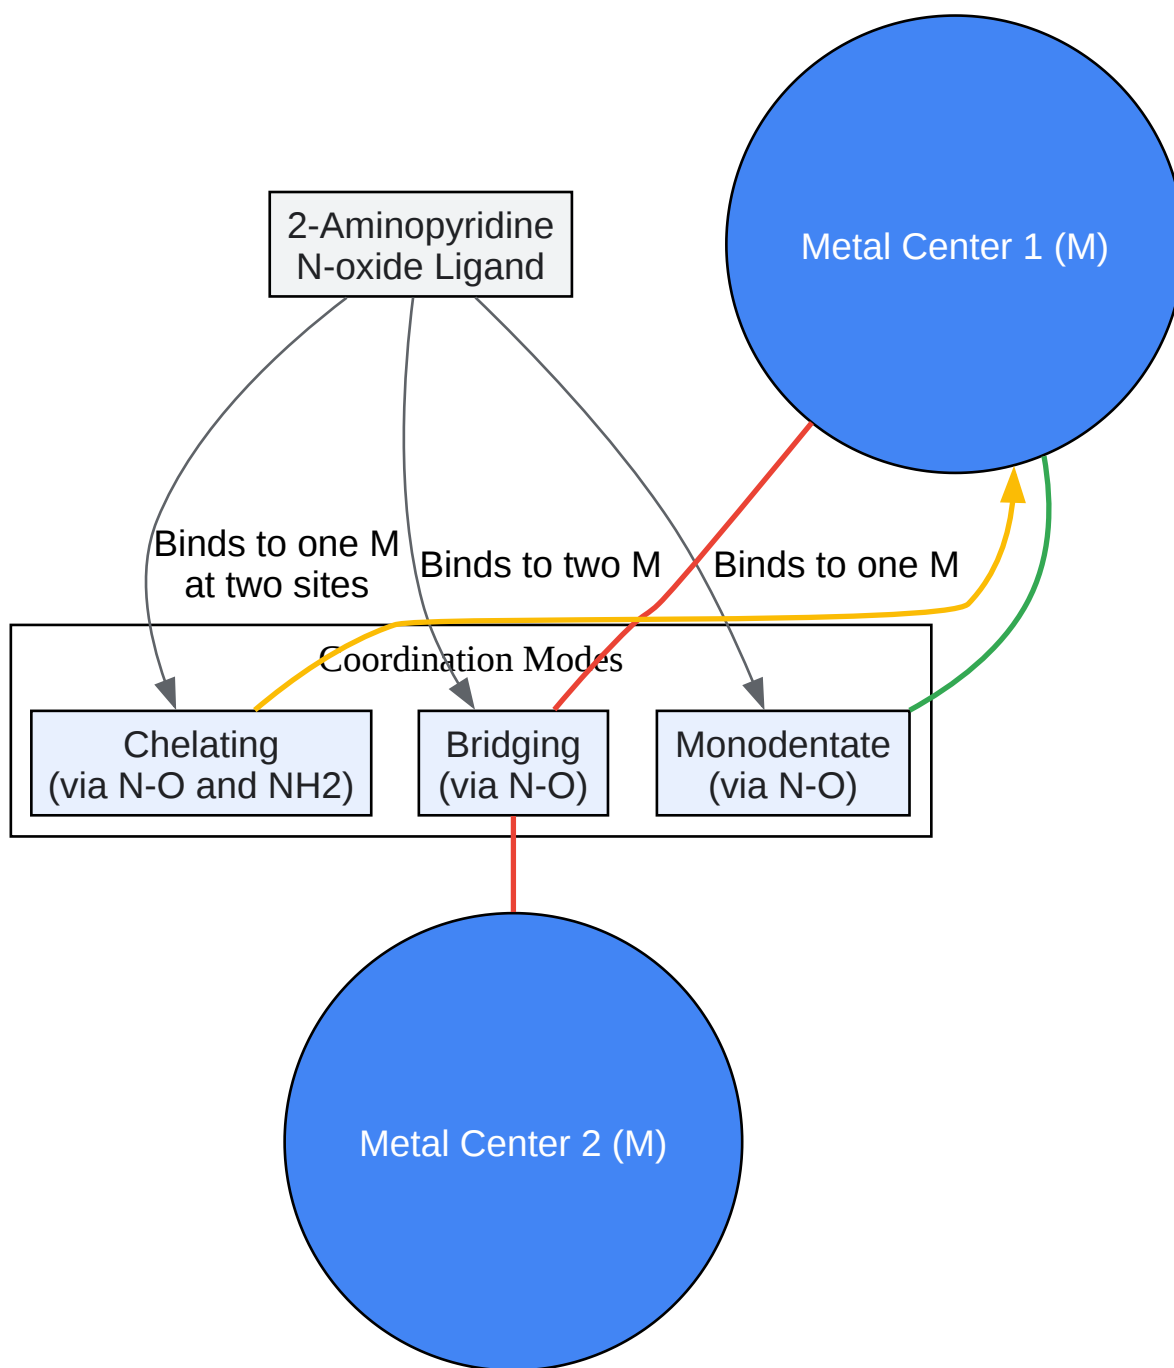 2-Aminopyridine
N-oxide Ligand
Metal Center 1 (M)
Binds to one M
at two sites
Binds to two M
Binds to one M
Coordination Modes
Chelating
(via N-O and NH2)
Bridging
(via N-O)
Monodentate
(via N-O)
Metal Center 2 (M)